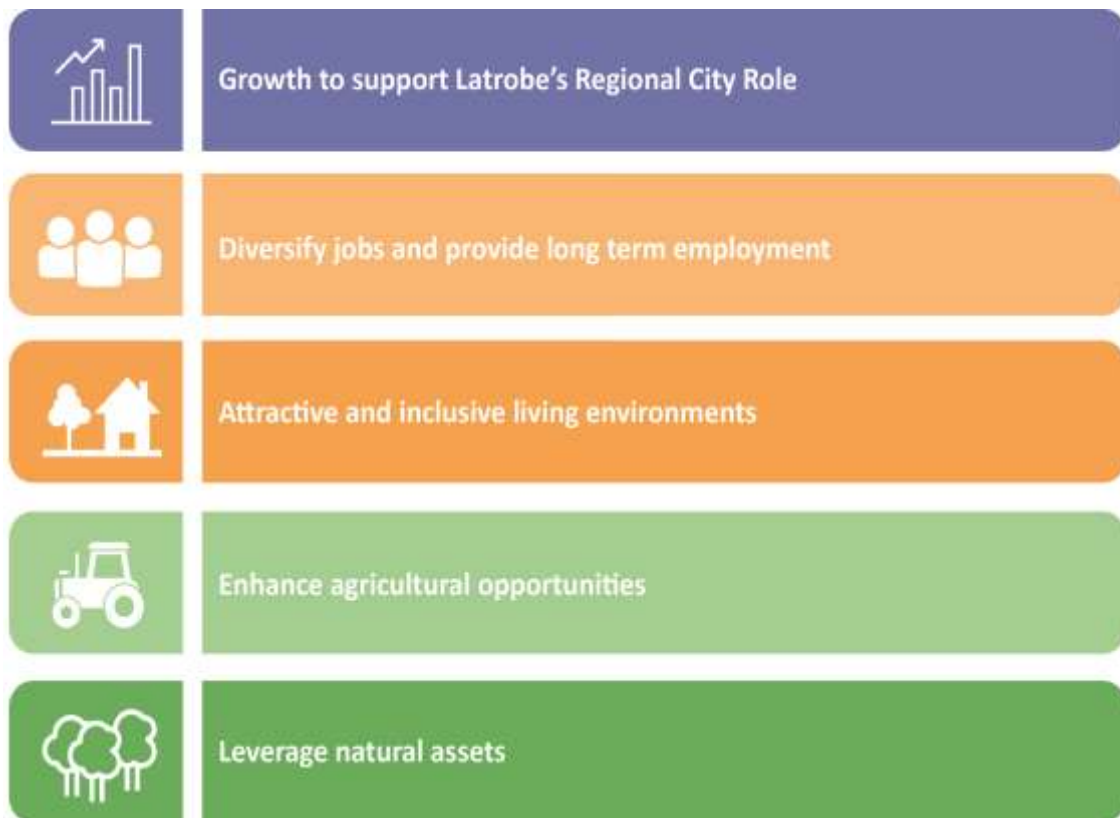 Growth to support Latrobe’s Regional City Role
Diversify jobs and provide long term employment
Attractive and inclusive living environments
Enhance agricultural opportunities
Leverage natural assets